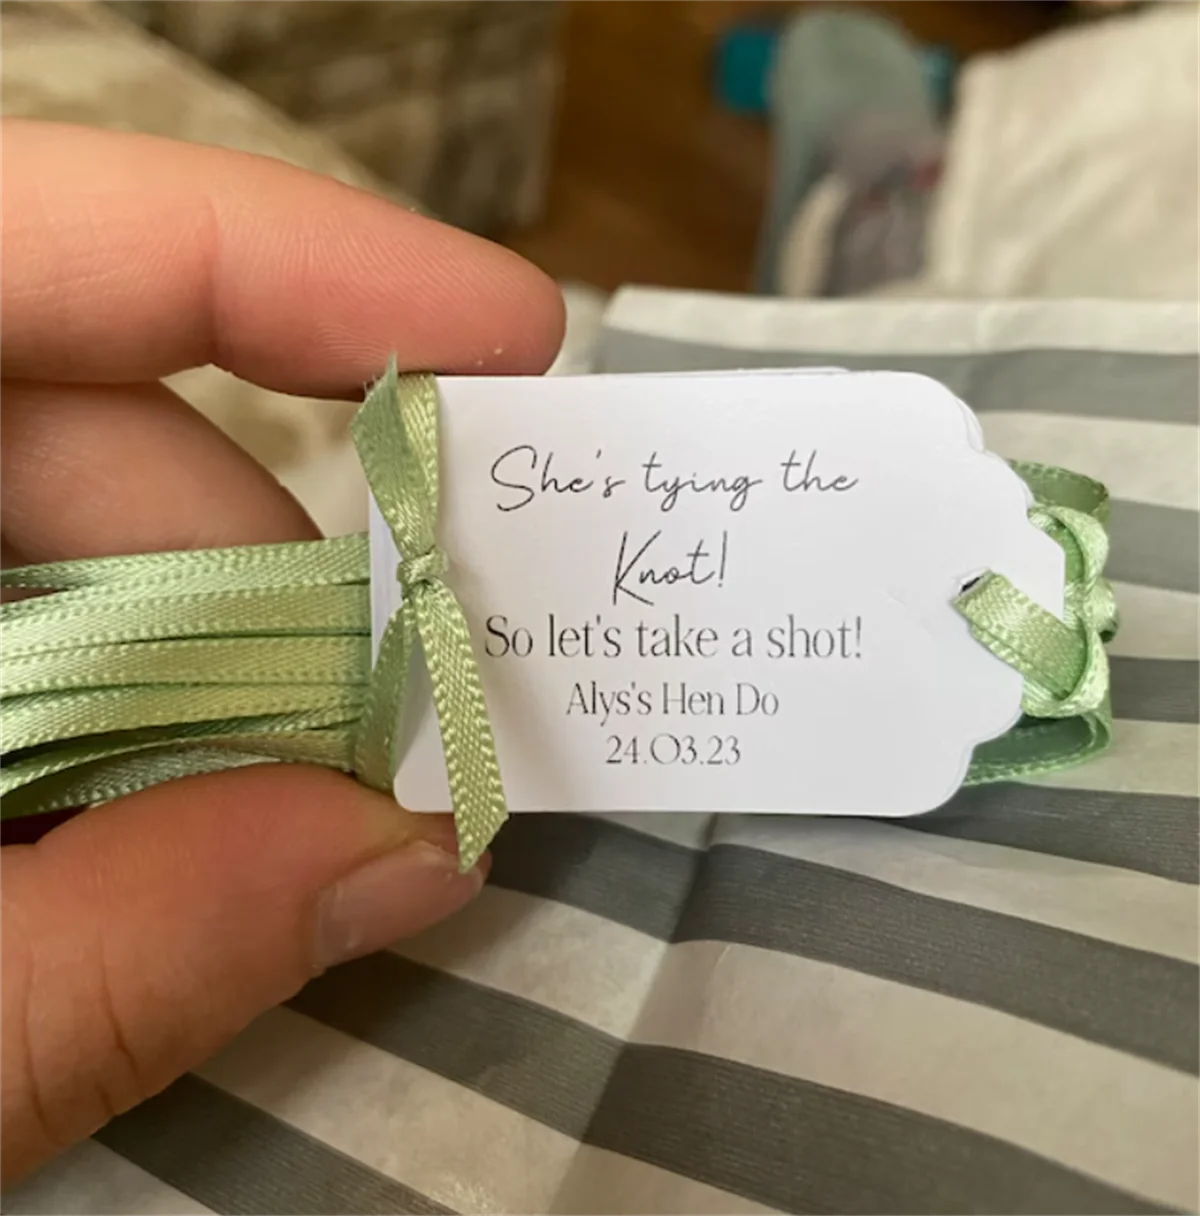 She's tying the
Knot!
So let's take a shot!
Alys's Hen Do
24.03.23